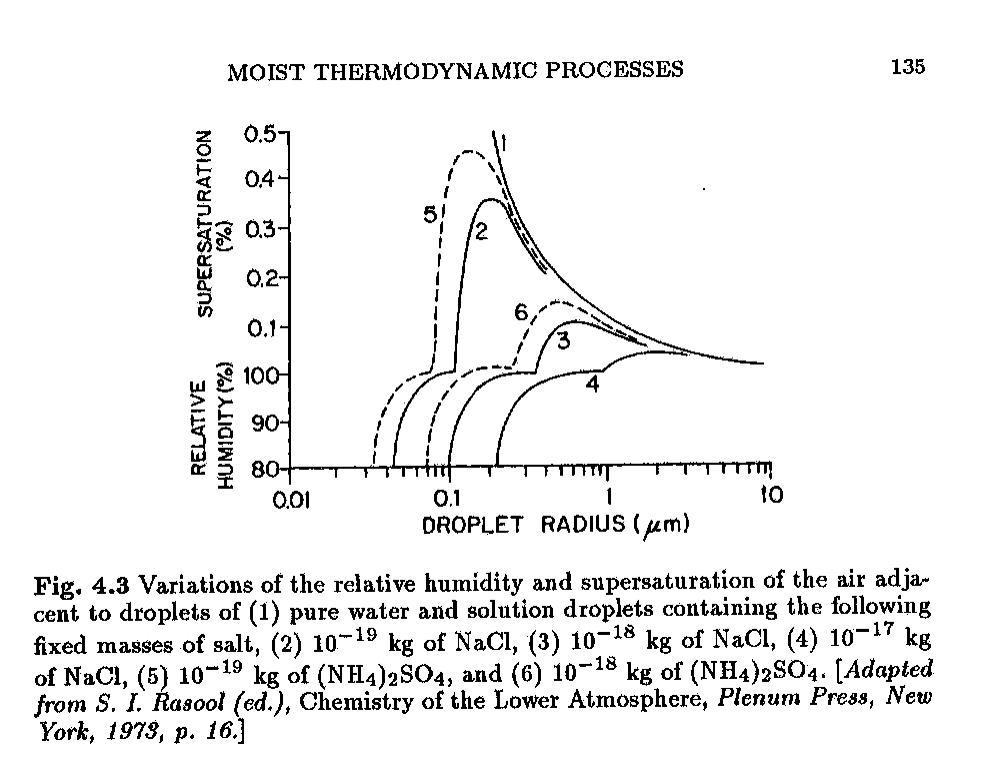 MOIST THERMODYNAMIC PROCESSES 135
SUPERSATURATION
(%)
0.5
0.4
0.3
0.2
0.1
RELATIVE
HUMIDITY (%)
100
90
80
1
5
2
6
3
4
0.01 0.1 1 10
DROPLET RADIUS (μm)
Fig. 4.3 Variations of the relative humidity and supersaturation of the air adja-
cent to droplets of (1) pure water and solution droplets containing the following
fixed masses of salt, (2) 10⁻¹⁹ kg of NaCl, (3) 10⁻¹⁸ kg of NaCl, (4) 10⁻¹⁷ kg
of NaCl, (5) 10⁻¹⁹ kg of (NH4)2SO4, and (6) 10⁻¹⁸ kg of (NH4)2SO4. [Adapted
from S. I. Rasool (ed.), Chemistry of the Lower Atmosphere, Plenum Press, New
York, 1973, p. 16.]